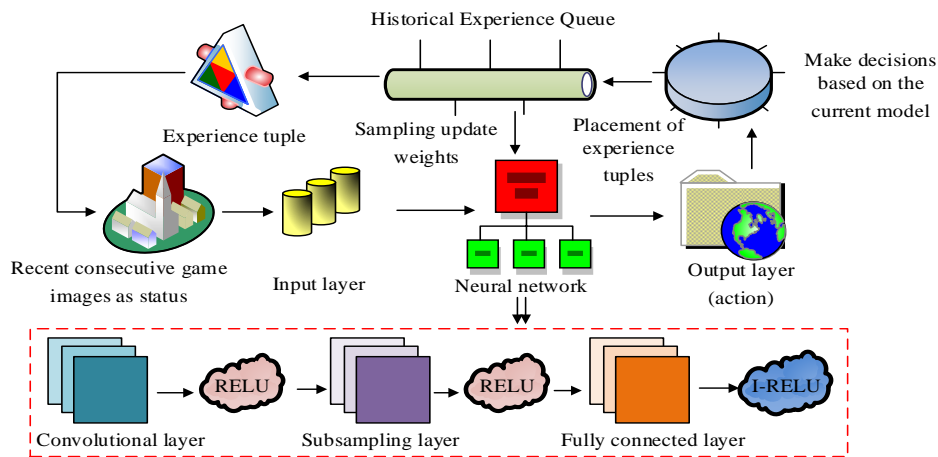 Historical Experience Queue
Make decisions
based on the
current model
Experience tuple
Sampling update
weights
Placement of
experience
tuples
Recent consecutive game
images as status
Input layer
Neural network
Output layer
(action)
RELU
RELU
I-RELU
Convolutional layer
Subsampling layer
Fully connected layer